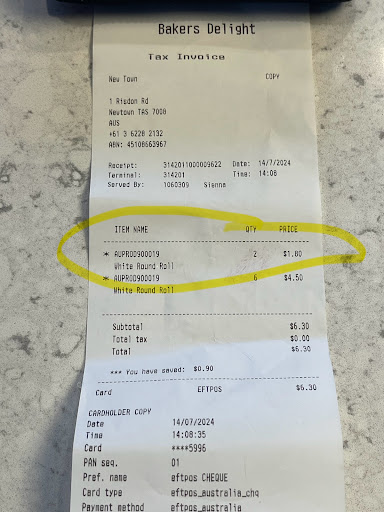 Bakers Delight
Tax Invoice
New Town COPY
1 Risdon Rd
Newtown TAS 7008
AUS
+61 3 6228 2132
ABN: 45108663967
Receipt: 3142011000009622 Date: 14/7/2024
Terminal: 314201 Time: 14:08
Served By: 1060309 Sienna
ITEM NAME QTY PRICE
* AUPROD900019 2 $1.80
White Round Roll
* AUPROD900019 6 $4.50
White Round Roll
Subtotal $6.30
Total tax $0.00
Total $6.30
*** You have saved: $0.90
Card EFTPOS $6.30
CARDHOLDER COPY
Date 14/07/2024
Time 14:08:35
Card ****5996
PAN seq. 01
Pref. name eftpos CHEQUE
Card type eftpos_australia_chq
Payment method eftpos_australia